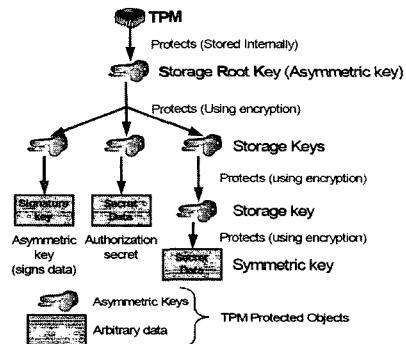 TPM
Protects (Stored Internally)
Storage Root Key (Asymmetric key)
Protects (Using encryption)
Storage Keys
Protects (using encryption)
Signature
key
Secret
Data
Storage key
Asymmetric
key
(signs data)
Authorization
secret
Protects (using encryption)
Secret
Data
Symmetric key
Asymmetric Keys
Arbitrary data
TPM Protected Objects